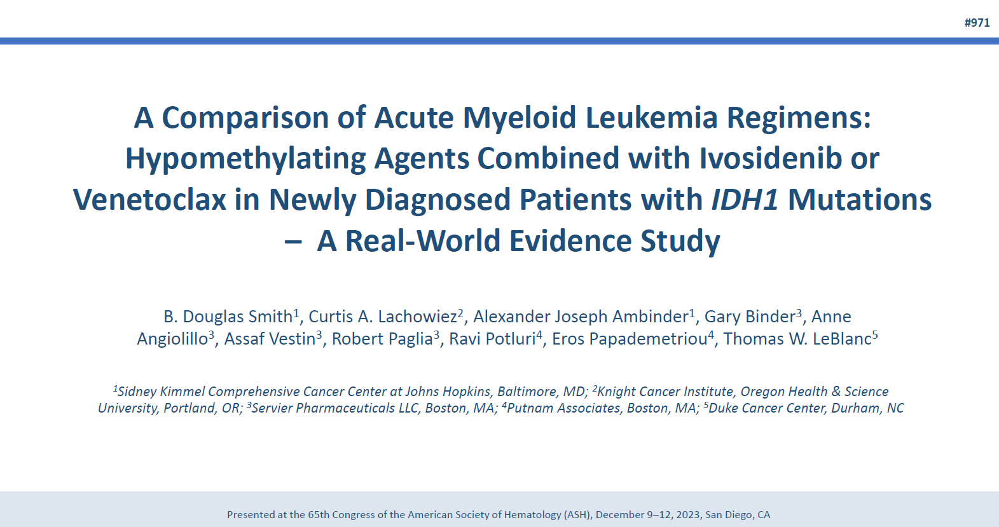 #971
A Comparison of Acute Myeloid Leukemia Regimens:
Hypomethylating Agents Combined with Ivosidenib or
Venetoclax in Newly Diagnosed Patients with IDH1 Mutations
– A Real-World Evidence Study
B. Douglas Smith¹, Curtis A. Lachowiez², Alexander Joseph Ambinder¹, Gary Binder³, Anne
Angiolillo³, Assaf Vestin³, Robert Paglia³, Ravi Potluri⁴, Eros Papademetriou⁴, Thomas W. LeBlanc⁵
¹Sidney Kimmel Comprehensive Cancer Center at Johns Hopkins, Baltimore, MD; ²Knight Cancer Institute, Oregon Health & Science
University, Portland, OR; ³Servier Pharmaceuticals LLC, Boston, MA; ⁴Putnam Associates, Boston, MA; ⁵Duke Cancer Center, Durham, NC
Presented at the 65th Congress of the American Society of Hematology (ASH), December 9–12, 2023, San Diego, CA